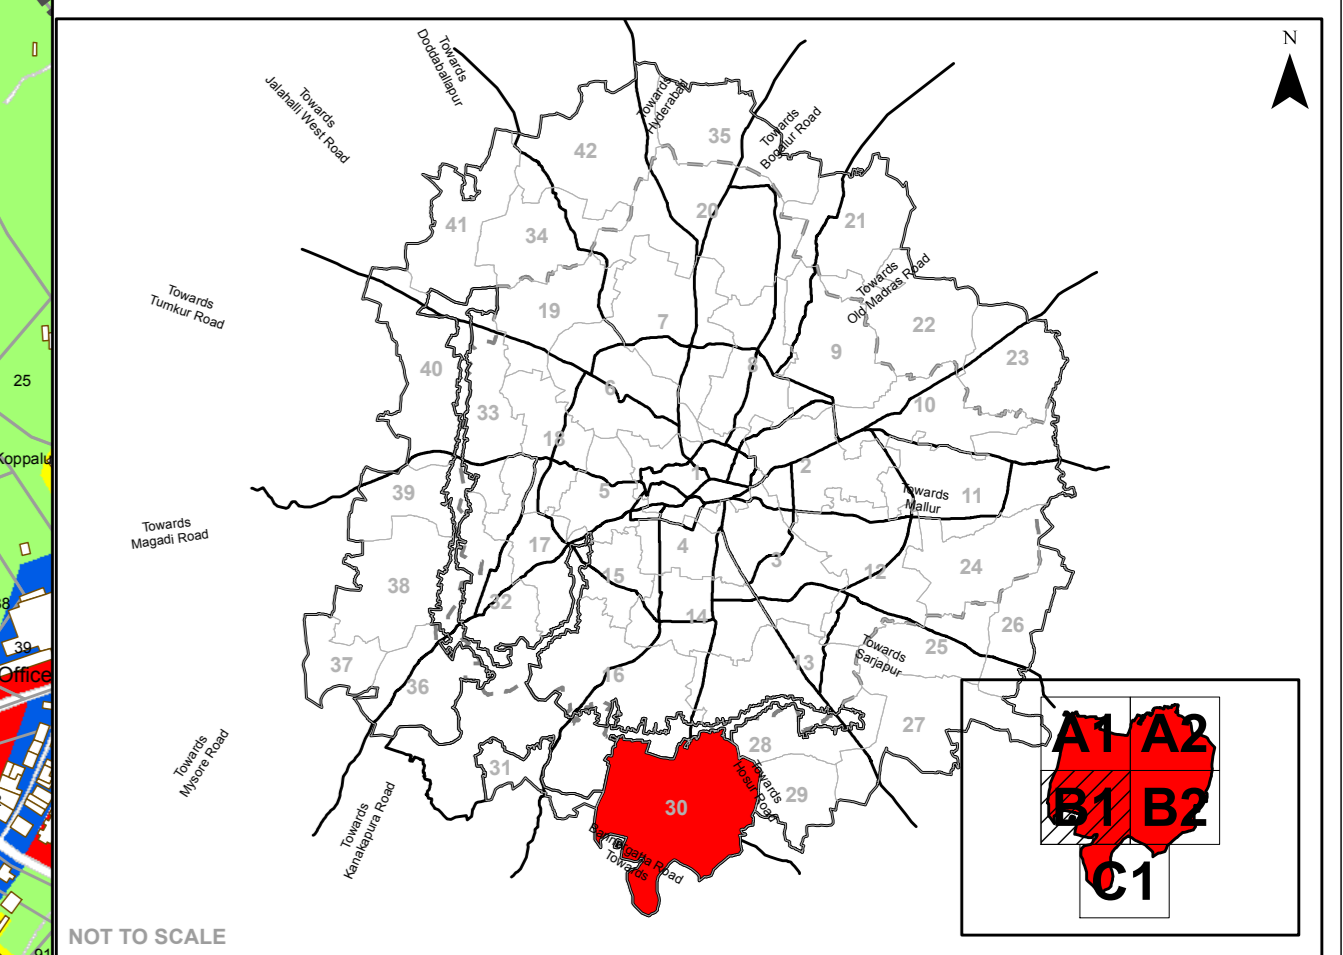 N
Towards
Doddaballapur
Towards
Jalahalli West Road
Towards
Hyderabad
Towards
Bogalur Road
35
42
20
21
41
34
Towards
Old Madras Road
Towards
Tumkur Road
19
7
22
9
8
23
40
6
10
33
18
25
Koppalu
1
2
39
5
Towards
Mallur
11
Towards
Magadi Road
17
4
3
24
15
12
38
32
14
26
25
39
Office
37
36
16
13
Towards
Sarjapur
27
28
31
Towards
Mysore Road
Towards
Hosur Road
29
30
Towards
Kanakapura Road
Bannergatta Road
Towards
A1
A2
B1
B2
C1
NOT TO SCALE
91